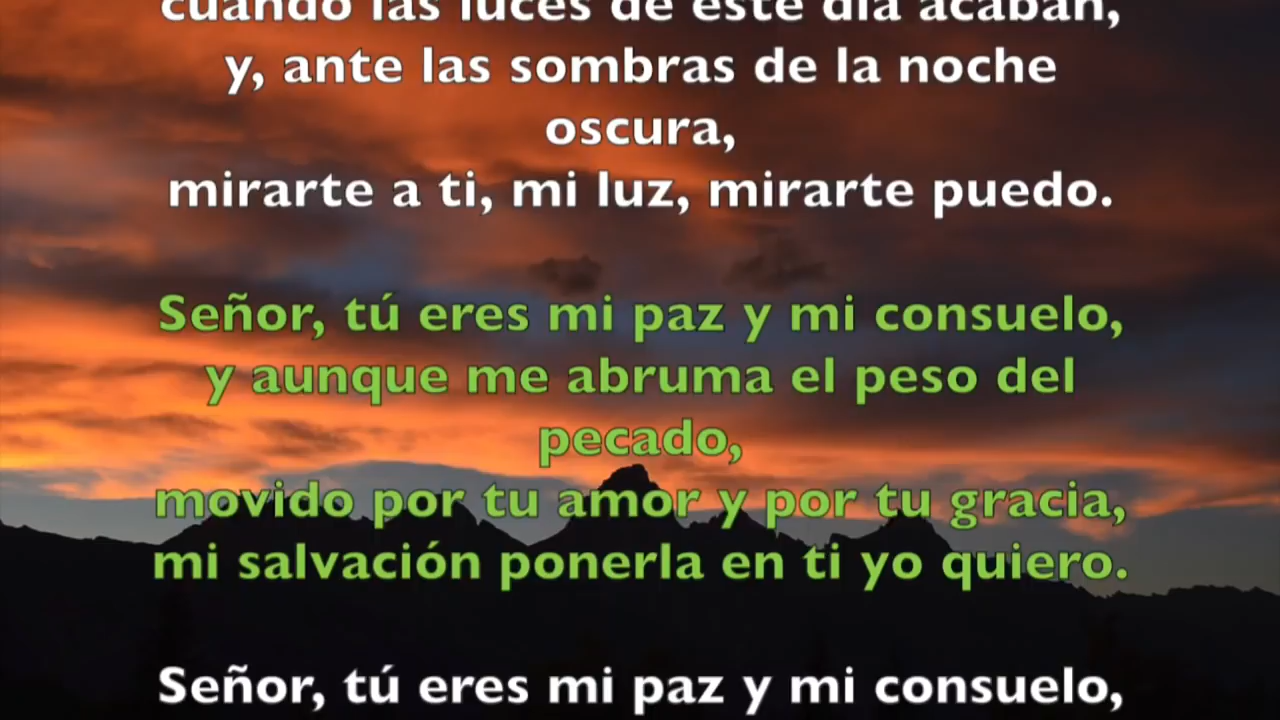 cuando las luces de este día acaban,
y, ante las sombras de la noche
oscura,
mirarte a ti, mi luz, mirarte puedo.
Señor, tú eres mi paz y mi consuelo,
y aunque me abruma el peso del
pecado,
movido por tu amor y por tu gracia,
mi salvación ponerla en ti yo quiero.
Señor, tú eres mi paz y mi consuelo,